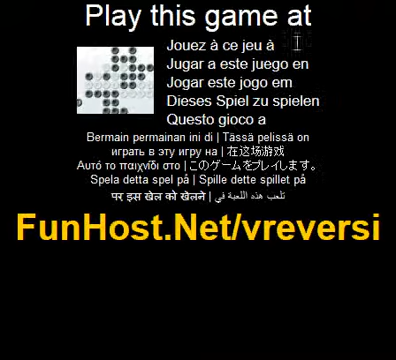 Play this game at
Jouez à ce jeu à
Jugar a este juego en
Jogar este jogo em
Dieses Spiel zu spielen
Questo gioco a
Bermain permainan ini di | Tässä pelissä on
играть в эту игру на | 在这场游戏
Αυτό το παιχνίδι στο | このゲームをプレイします。
Spela detta spel på | Spille dette spillet på
पर इस खेल को खेलने | تلعب هذه اللعبة في
FunHost.Net/vreversi